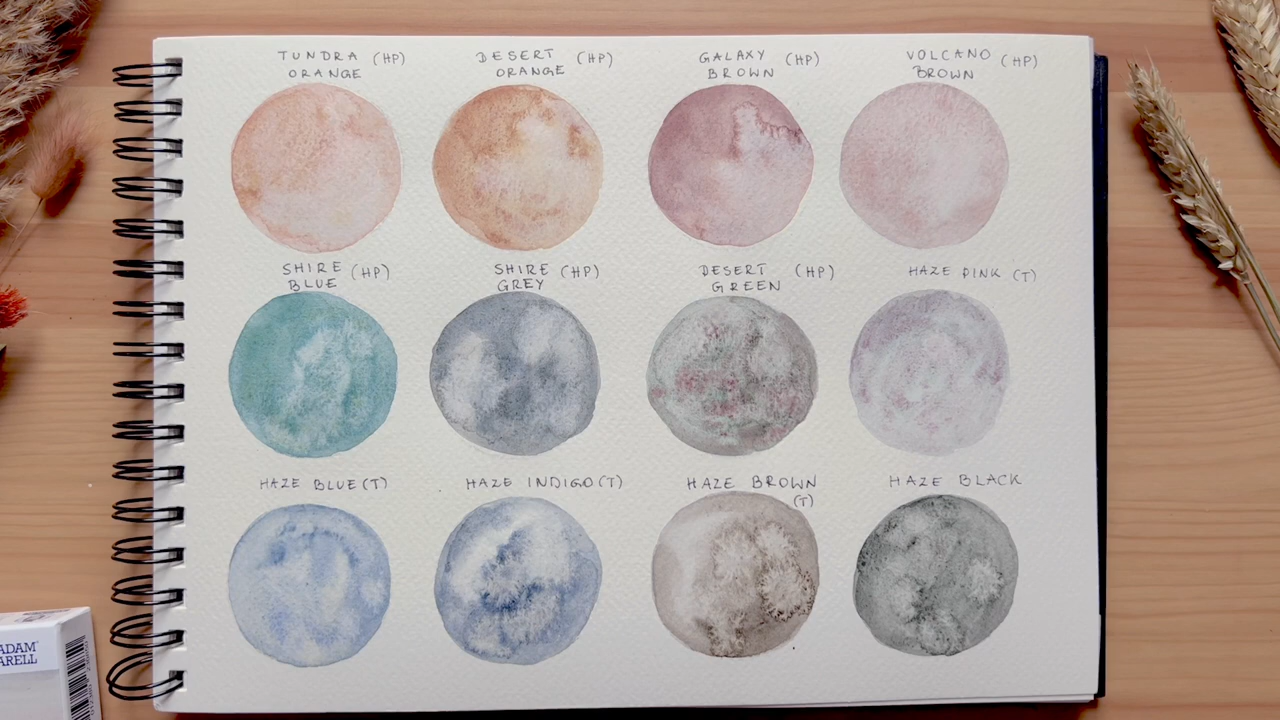 TUNDRA (HP)
ORANGE
DESERT (HP)
ORANGE
GALAXY (HP)
BROWN
VOLCANO (HP)
BROWN
SHIRE (HP)
BLUE
SHIRE (HP)
GREY
DESERT (HP)
GREEN
HAZE PINK (T)
HAZE BLUE (T)
HAZE INDIGO (T)
HAZE BROWN
(T)
HAZE BLACK
ADAM
ARELL